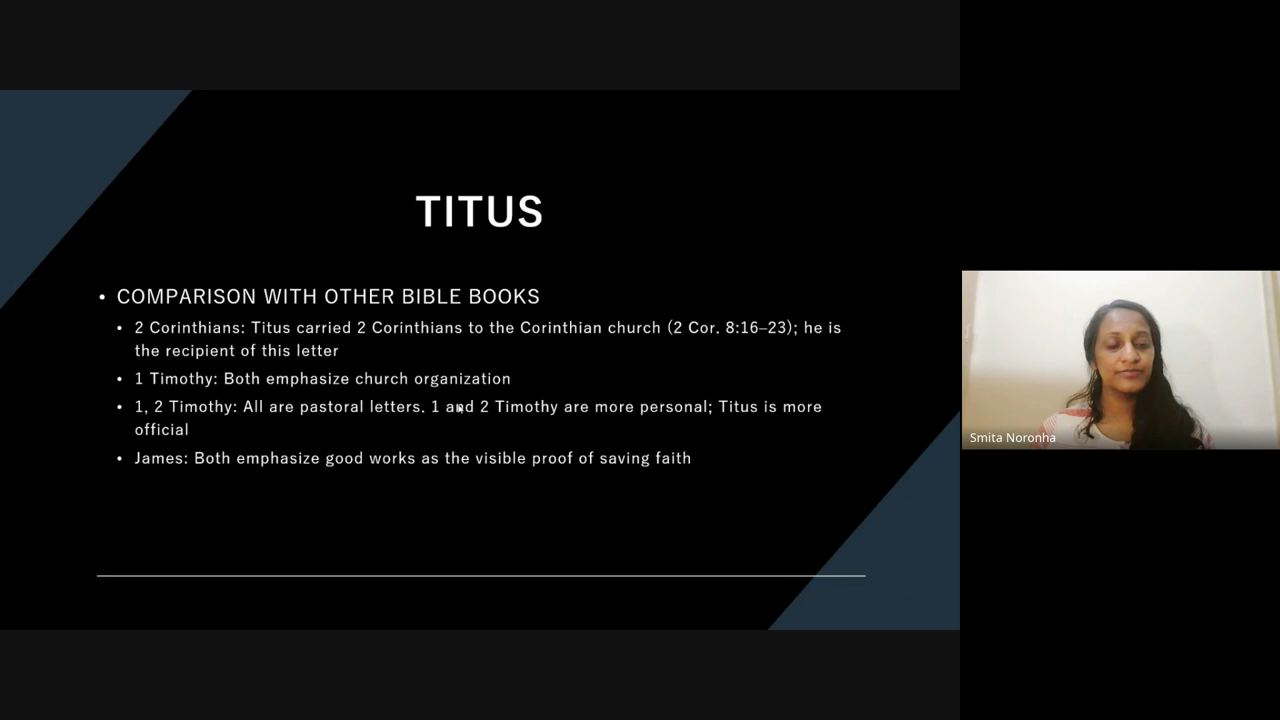 TITUS
• COMPARISON WITH OTHER BIBLE BOOKS
• 2 Corinthians: Titus carried 2 Corinthians to the Corinthian church (2 Cor. 8:16–23); he is
the recipient of this letter
• 1 Timothy: Both emphasize church organization
• 1, 2 Timothy: All are pastoral letters. 1 and 2 Timothy are more personal; Titus is more
official
• James: Both emphasize good works as the visible proof of saving faith
Smita Noronha